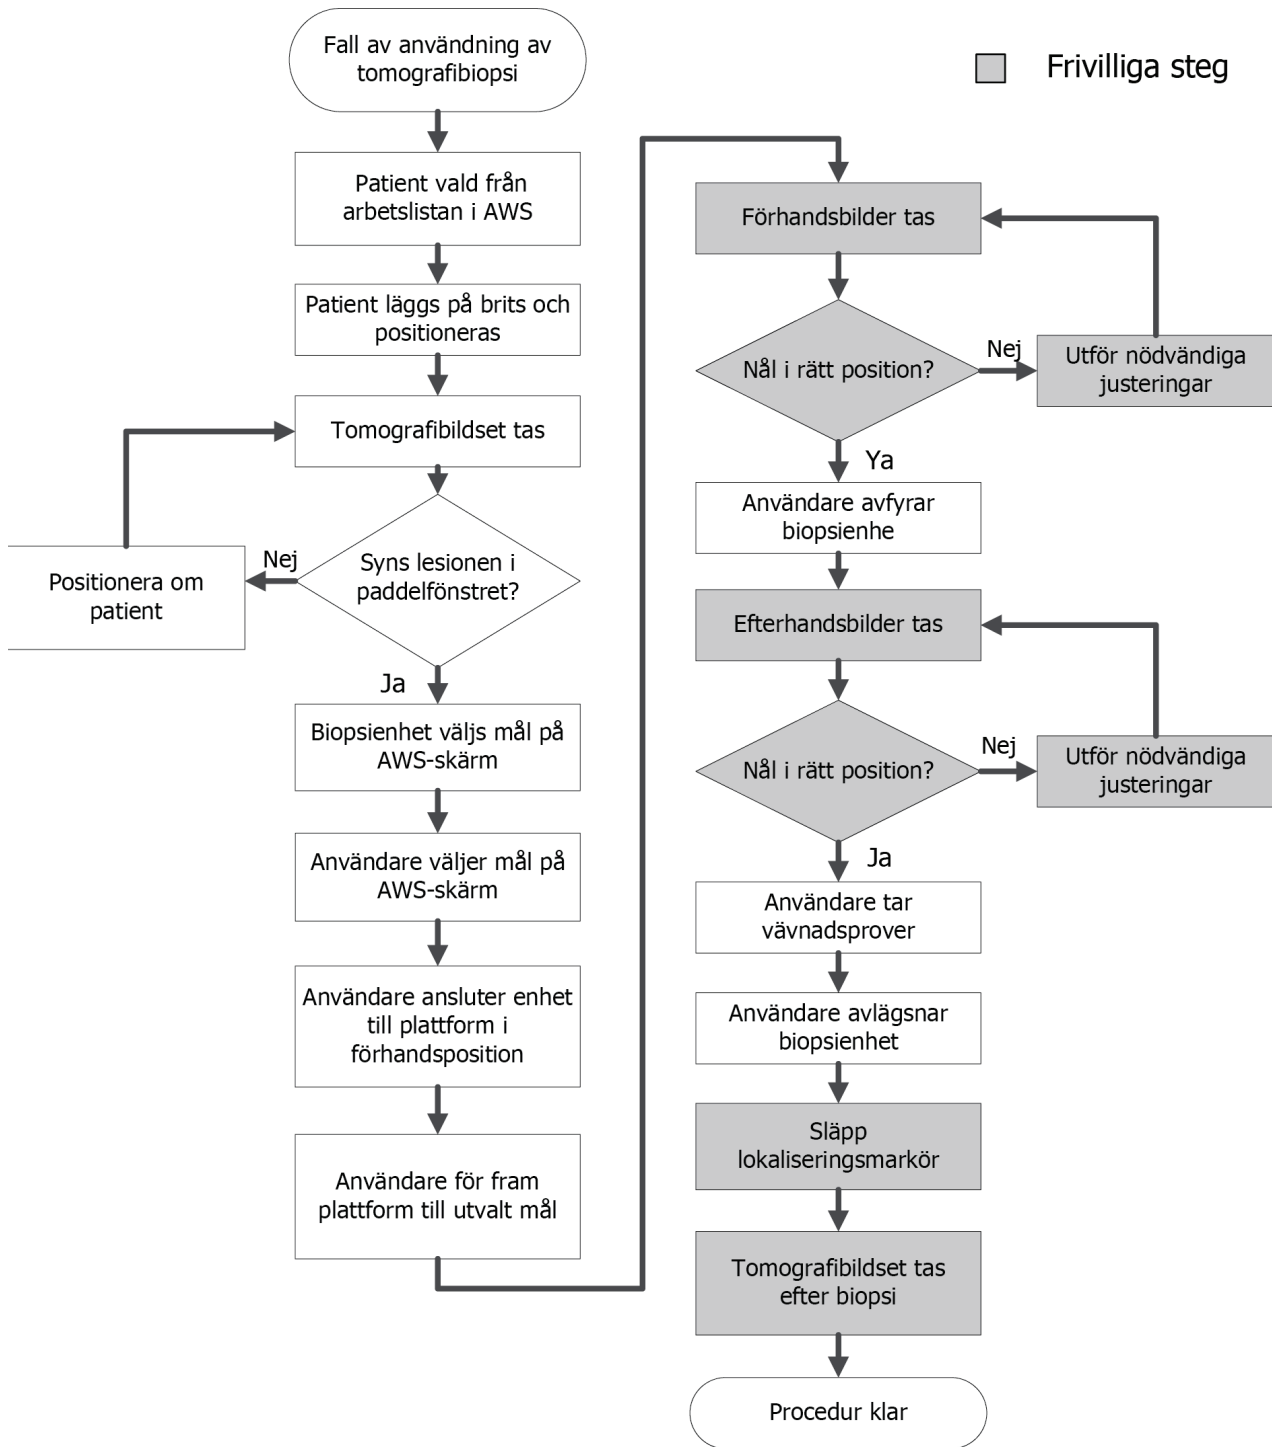 Fall av användning av
tomografibiopsi
Frivilliga steg
Patient vald från
arbetslistan i AWS
Patient läggs på brits och
positioneras
Tomografibildset tas
Syns lesionen i
paddelfönstret?
Nej
Positionera om
patient
Ja
Biopsienhet väljs mål på
AWS-skärm
Användare väljer mål på
AWS-skärm
Användare ansluter enhet
till plattform i
förhandsposition
Användare för fram
plattform till utvalt mål
Förhandsbilder tas
Nål i rätt position?
Nej
Utför nödvändiga
justeringar
Ya
Användare avfyrar
biopsienhe
Efterhandsbilder tas
Nål i rätt position?
Nej
Utför nödvändiga
justeringar
Ja
Användare tar
vävnadsprover
Användare avlägsnar
biopsienhet
Släpp
lokaliseringsmarkör
Tomografibildset tas
efter biopsi
Procedur klar